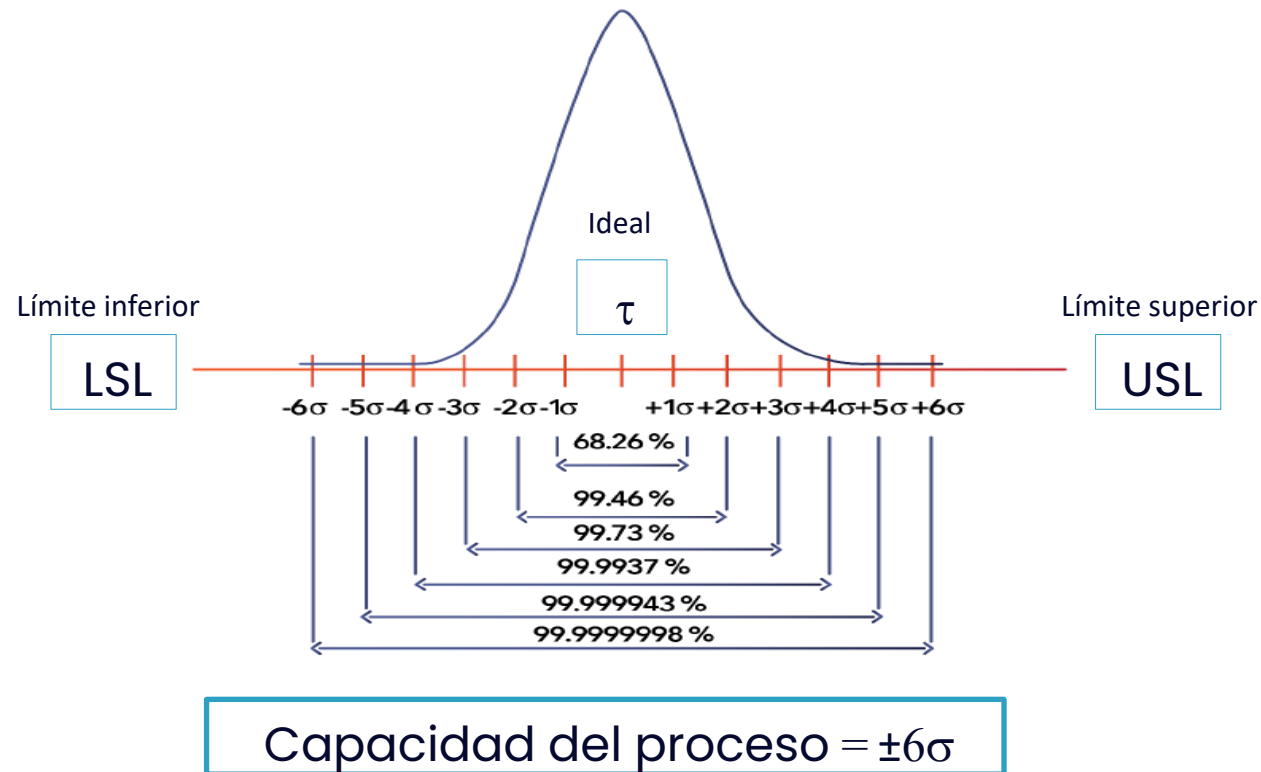 Ideal
τ
Límite inferior
Límite superior
LSL
USL
-6σ -5σ -4 σ -3σ -2σ -1σ +1σ +2σ +3σ +4σ +5σ +6σ
68.26 %
99.46 %
99.73 %
99.9937 %
99.999943 %
99.9999998 %
Capacidad del proceso = ±6σ